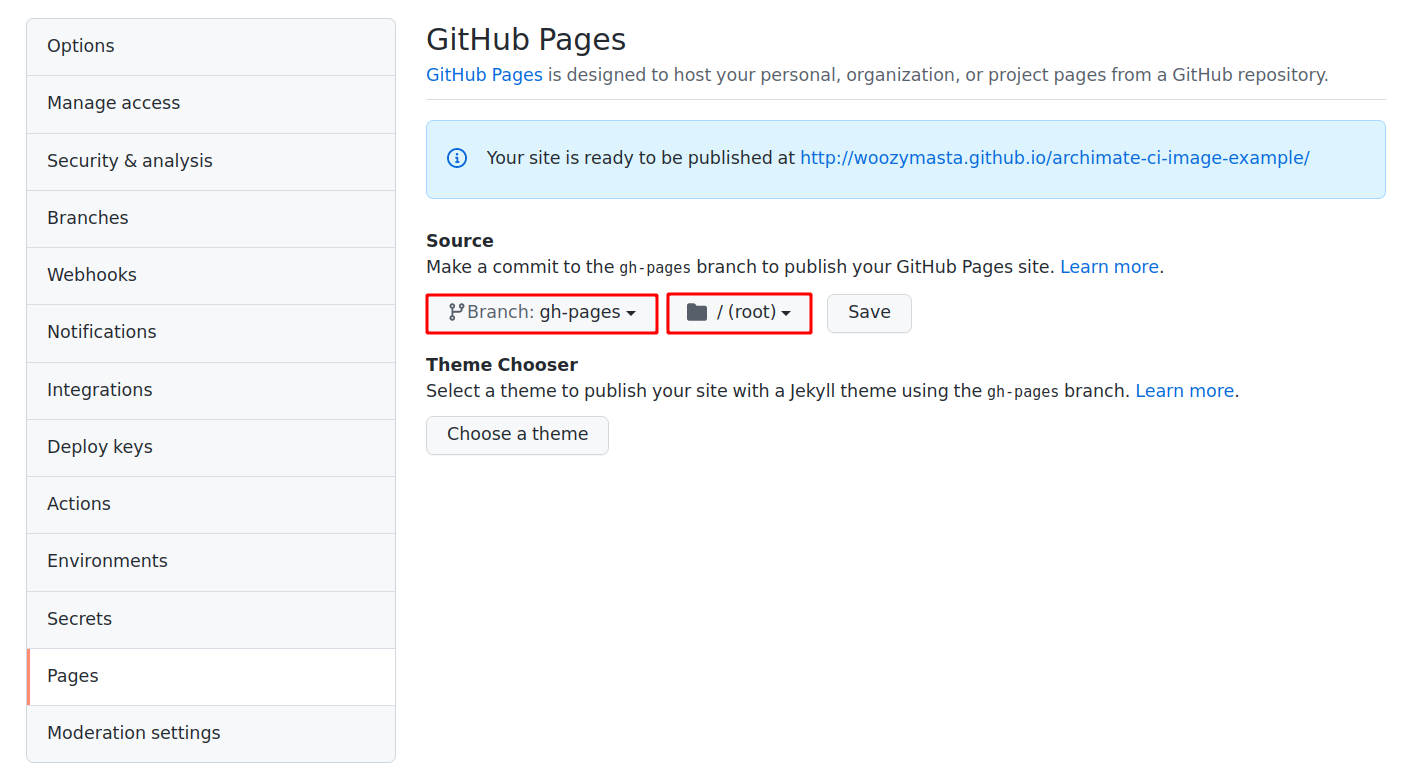 Options
Manage access
Security & analysis
Branches
Webhooks
Notifications
Integrations
Deploy keys
Actions
Environments
Secrets
Pages
Moderation settings
GitHub Pages
GitHub Pages is designed to host your personal, organization, or project pages from a GitHub repository.
Your site is ready to be published at http://woozymasta.github.io/archimate-ci-image-example/
Source
Make a commit to the gh-pages branch to publish your GitHub Pages site. Learn more.
Branch: gh-pages / (root) Save
Theme Chooser
Select a theme to publish your site with a Jekyll theme using the gh-pages branch. Learn more.
Choose a theme